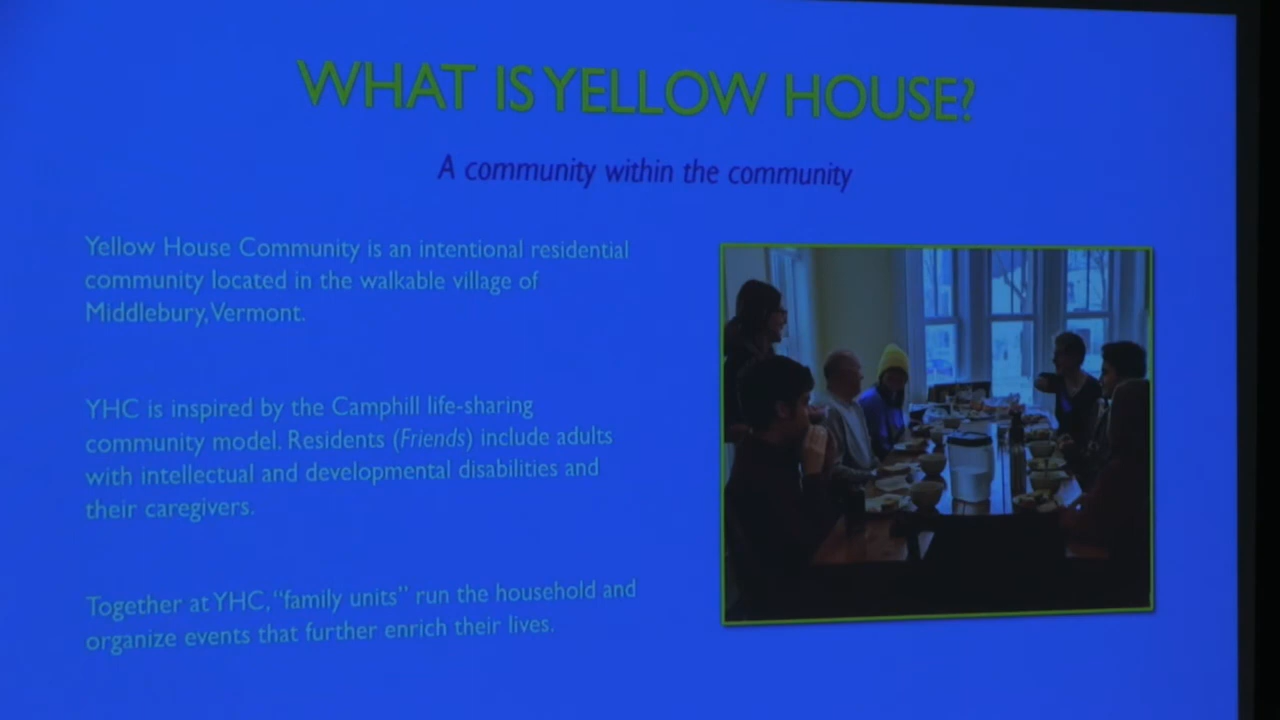 WHAT IS YELLOW HOUSE?
A community within the community
Yellow House Community is an intentional residential
community located in the walkable village of
Middlebury, Vermont.
YHC is inspired by the Camphill life-sharing
community model. Residents (Friends) include adults
with intellectual and developmental disabilities and
their caregivers.
Together at YHC, "family units" run the household and
organize events that further enrich their lives.